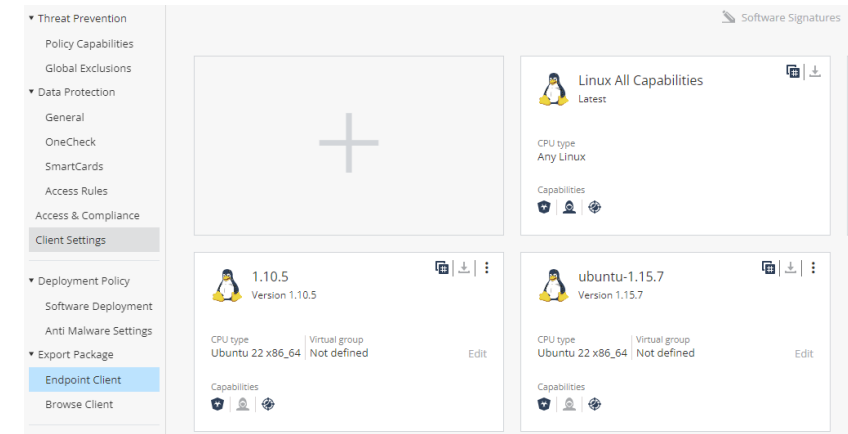 Threat Prevention
Policy Capabilities
Global Exclusions
Data Protection
General
OneCheck
SmartCards
Access Rules
Access & Compliance
Client Settings
Deployment Policy
Software Deployment
Anti Malware Settings
Export Package
Endpoint Client
Browse Client
Software Signatures
Linux All Capabilities
Latest
CPU type
Any Linux
Capabilities
1.10.5
Version 1.10.5
CPU type Virtual group
Ubuntu 22 x86_64 Not defined Edit
Capabilities
ubuntu-1.15.7
Version 1.15.7
CPU type Virtual group
Ubuntu 22 x86_64 Not defined Edit
Capabilities